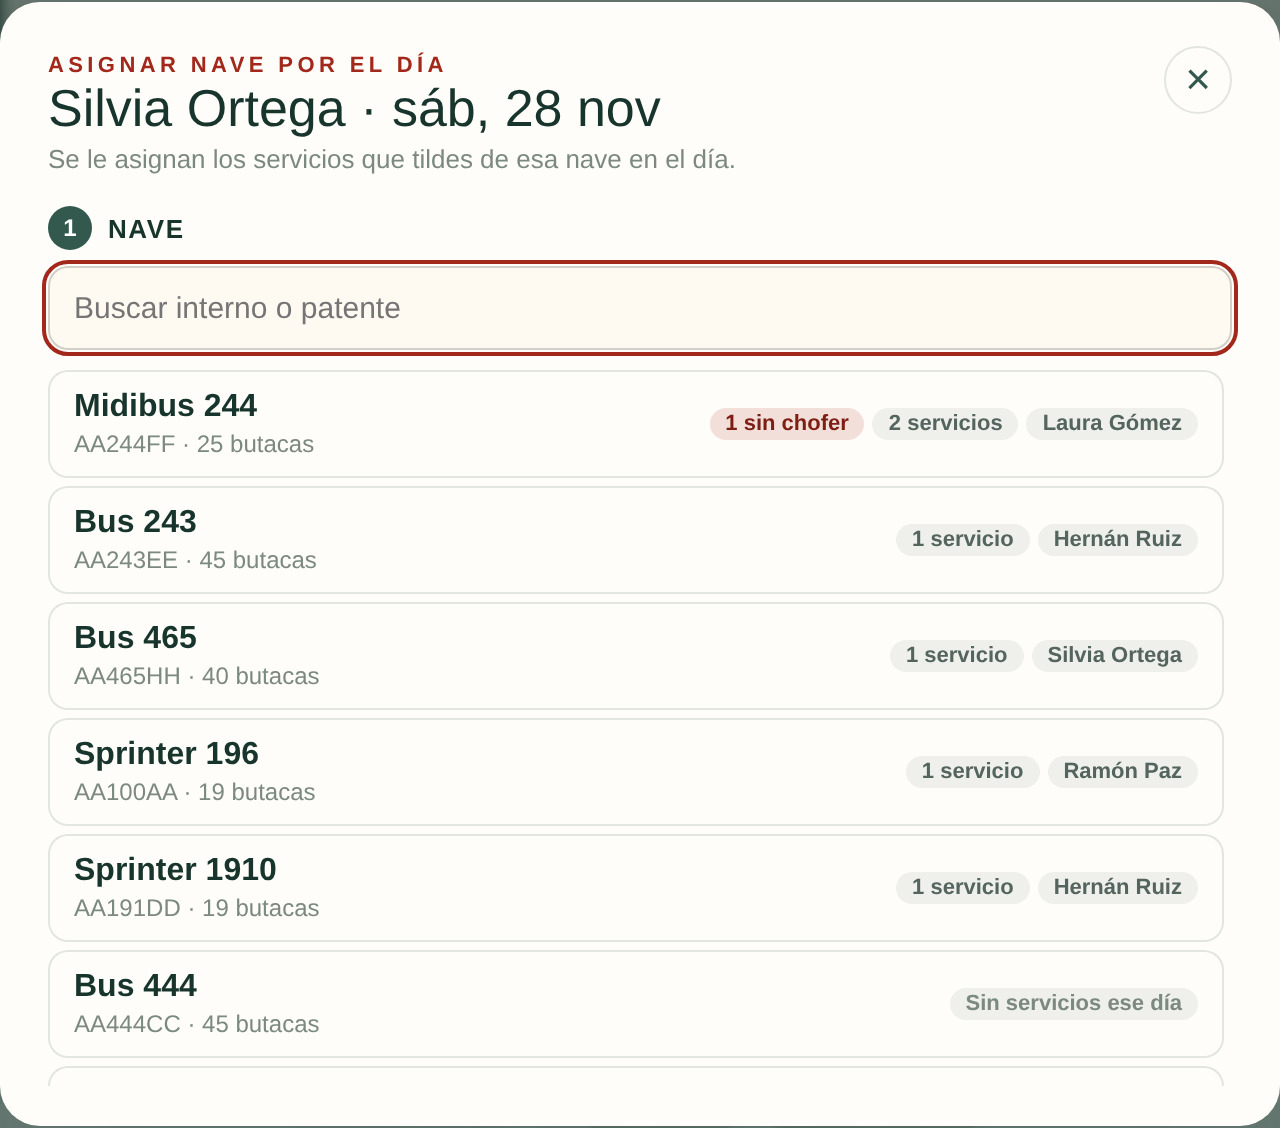 ASIGNAR NAVE POR EL DÍA
Silvia Ortega · sáb, 28 nov
Se le asignan los servicios que tildes de esa nave en el día.
1 NAVE
Buscar interno o patente
Midibus 244
AA244FF · 25 butacas
1 sin chofer 2 servicios Laura Gómez
Bus 243
AA243EE · 45 butacas
1 servicio Hernán Ruiz
Bus 465
AA465HH · 40 butacas
1 servicio Silvia Ortega
Sprinter 196
AA100AA · 19 butacas
1 servicio Ramón Paz
Sprinter 1910
AA191DD · 19 butacas
1 servicio Hernán Ruiz
Bus 444
AA444CC · 45 butacas
Sin servicios ese día